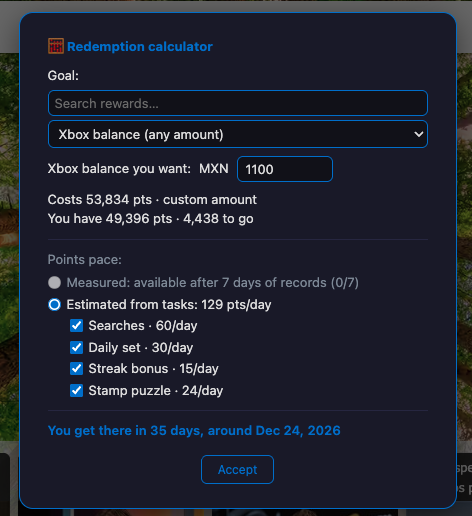 Redemption calculator
Goal:
Search rewards...
Xbox balance (any amount)
Xbox balance you want: MXN 1100
Costs 53,834 pts · custom amount
You have 49,396 pts · 4,438 to go
Points pace:
Measured: available after 7 days of records (0/7)
Estimated from tasks: 129 pts/day
Searches · 60/day
Daily set · 30/day
Streak bonus · 15/day
Stamp puzzle · 24/day
You get there in 35 days, around Dec 24, 2026
Accept